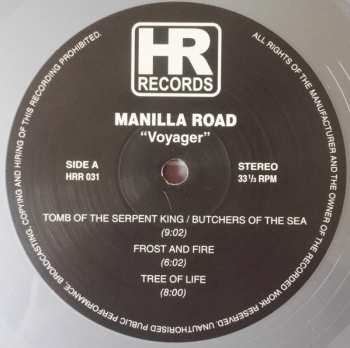 HR
RECORDS
MANILLA ROAD
"Voyager"
SIDE A
HRR 031
STEREO
33 ⅓ RPM
TOMB OF THE SERPENT KING / BUTCHERS OF THE SEA
(9:02)
FROST AND FIRE
(6:02)
TREE OF LIFE
(8:00)
ALL RIGHTS OF THE MANUFACTURER AND THE OWNER OF THE RECORDED WORK RESERVED. UNAUTHORISED PUBLIC PERFORMANCE, BROADCASTING, COPYING AND HIRING OF THIS RECORDING PROHIBITED.